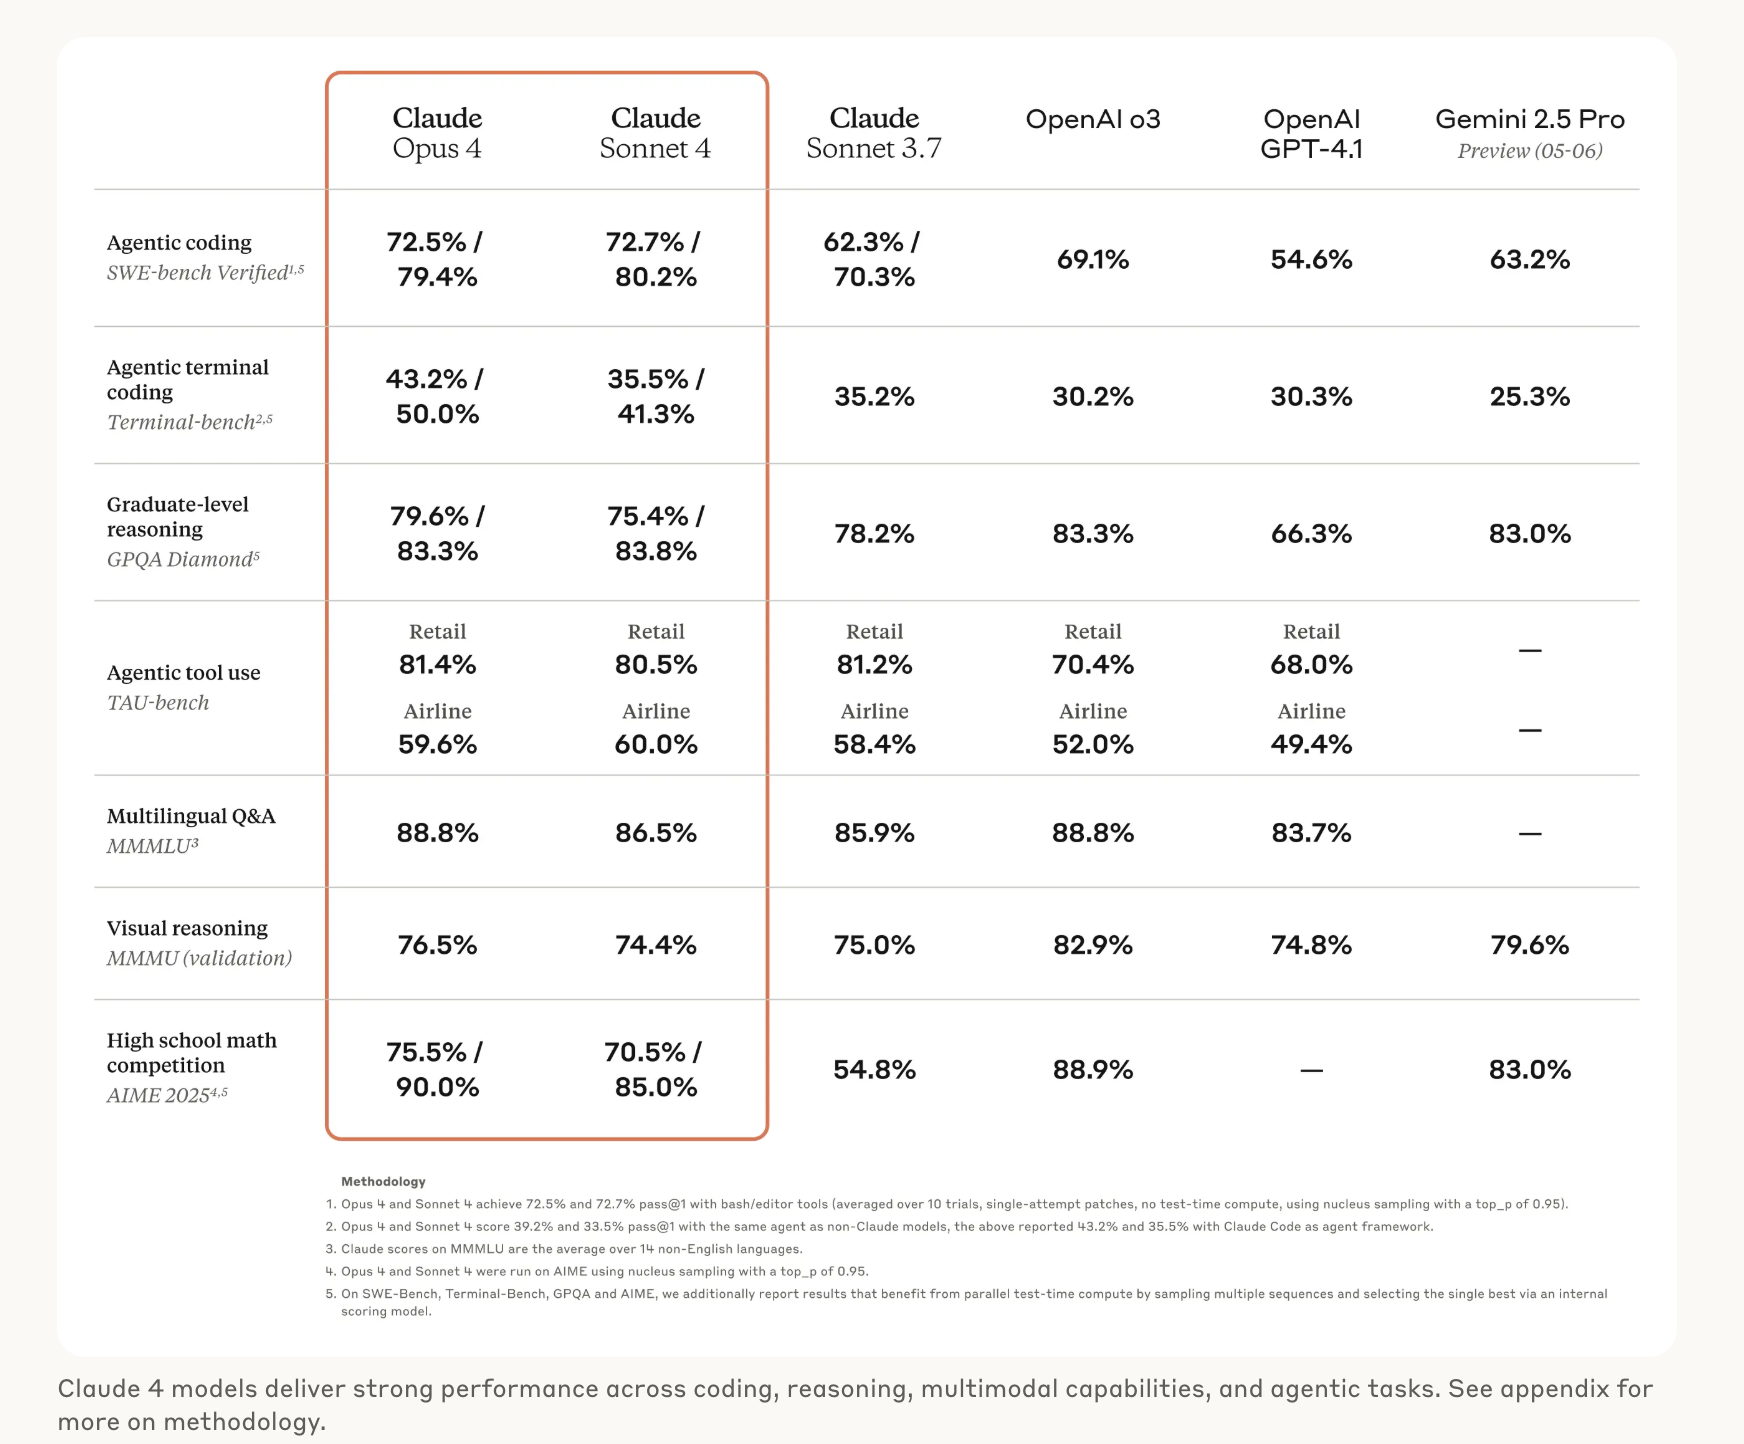 Claude Opus 4
Claude Sonnet 4
Claude Sonnet 3.7
OpenAI o3
OpenAI GPT-4.1
Gemini 2.5 Pro Preview (05-06)
Agentic coding
SWE-bench Verified¹,⁵
72.5% / 79.4%
72.7% / 80.2%
62.3% / 70.3%
69.1%
54.6%
63.2%
Agentic terminal
coding
Terminal-bench²,⁵
43.2% / 50.0%
35.5% / 41.3%
35.2%
30.2%
30.3%
25.3%
Graduate-level
reasoning
GPQA Diamond⁵
79.6% / 83.3%
75.4% / 83.8%
78.2%
83.3%
66.3%
83.0%
Agentic tool use
TAU-bench
Retail
81.4%
Airline
59.6%
Retail
80.5%
Airline
60.0%
Retail
81.2%
Airline
58.4%
Retail
70.4%
Airline
52.0%
Retail
68.0%
Airline
49.4%
—
—
Multilingual Q&A
MMMLU³
88.8%
86.5%
85.9%
88.8%
83.7%
—
Visual reasoning
MMMU (validation)
76.5%
74.4%
75.0%
82.9%
74.8%
79.6%
High school math
competition
AIME 2025⁴,⁵
75.5% / 90.0%
70.5% / 85.0%
54.8%
88.9%
—
83.0%
Methodology
1. Opus 4 and Sonnet 4 achieve 72.5% and 72.7% pass@1 with bash/editor tools (averaged over 10 trials, single-attempt patches, no test-time compute, using nucleus sampling with a top_p of 0.95).
2. Opus 4 and Sonnet 4 score 39.2% and 33.5% pass@1 with the same agent as non-Claude models, the above reported 43.2% and 35.5% with Claude Code as agent framework.
3. Claude scores on MMMLU are the average over 14 non-English languages.
4. Opus 4 and Sonnet 4 were run on AIME using nucleus sampling with a top_p of 0.95.
5. On SWE-Bench, Terminal-Bench, GPQA and AIME, we additionally report results that benefit from parallel test-time compute by sampling multiple sequences and selecting the single best via an internal
scoring model.
Claude 4 models deliver strong performance across coding, reasoning, multimodal capabilities, and agentic tasks. See appendix for
more on methodology.